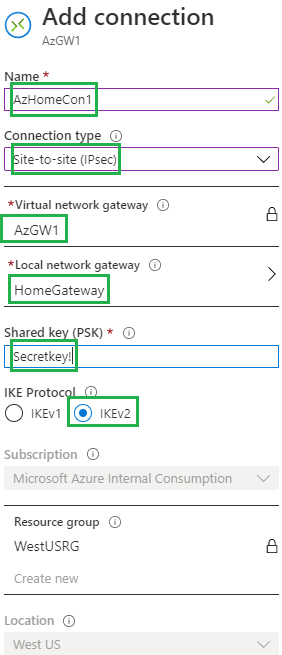 Add connection
AzGW1
Name *
AzHomeCon1
Connection type
Site-to-site (IPsec)
*Virtual network gateway
AzGW1
*Local network gateway
HomeGateway
Shared key (PSK) *
Secretkey!
IKE Protocol
IKEv1 IKEv2
Subscription
Microsoft Azure Internal Consumption
Resource group
WestUSRG
Create new
Location
West US